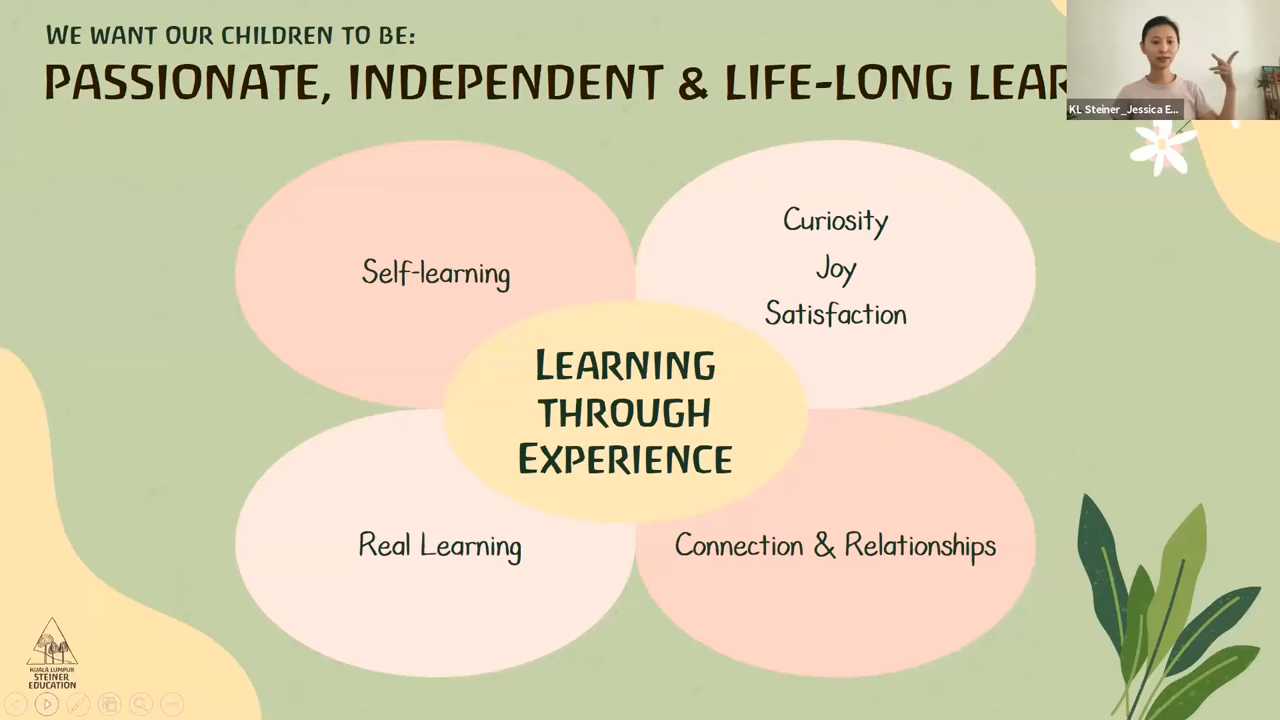 WE WANT OUR CHILDREN TO BE:
PASSIONATE, INDEPENDENT & LIFE-LONG
KL Steiner_Jessica E...
Self-learning
Curiosity
Joy
Satisfaction
LEARNING
THROUGH
EXPERIENCE
Real Learning
Connection & Relationships
KUALA LUMPUR
STEINER
EDUCATION